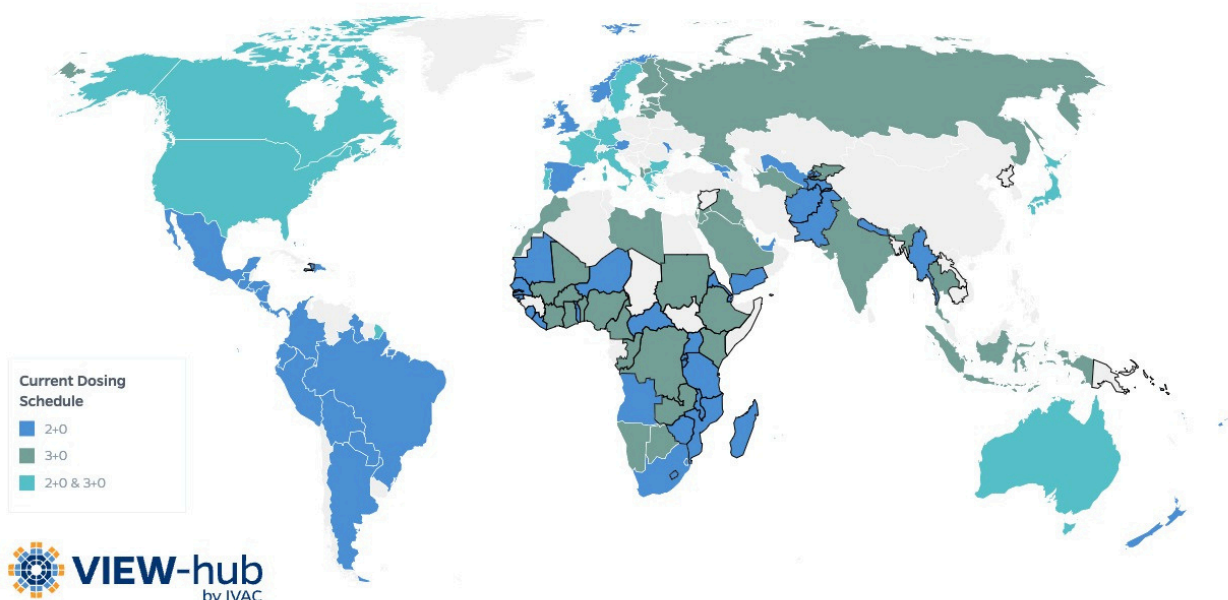 Current Dosing
Schedule
2+0
3+0
2+0 & 3+0
VIEW-hub
by IVAC